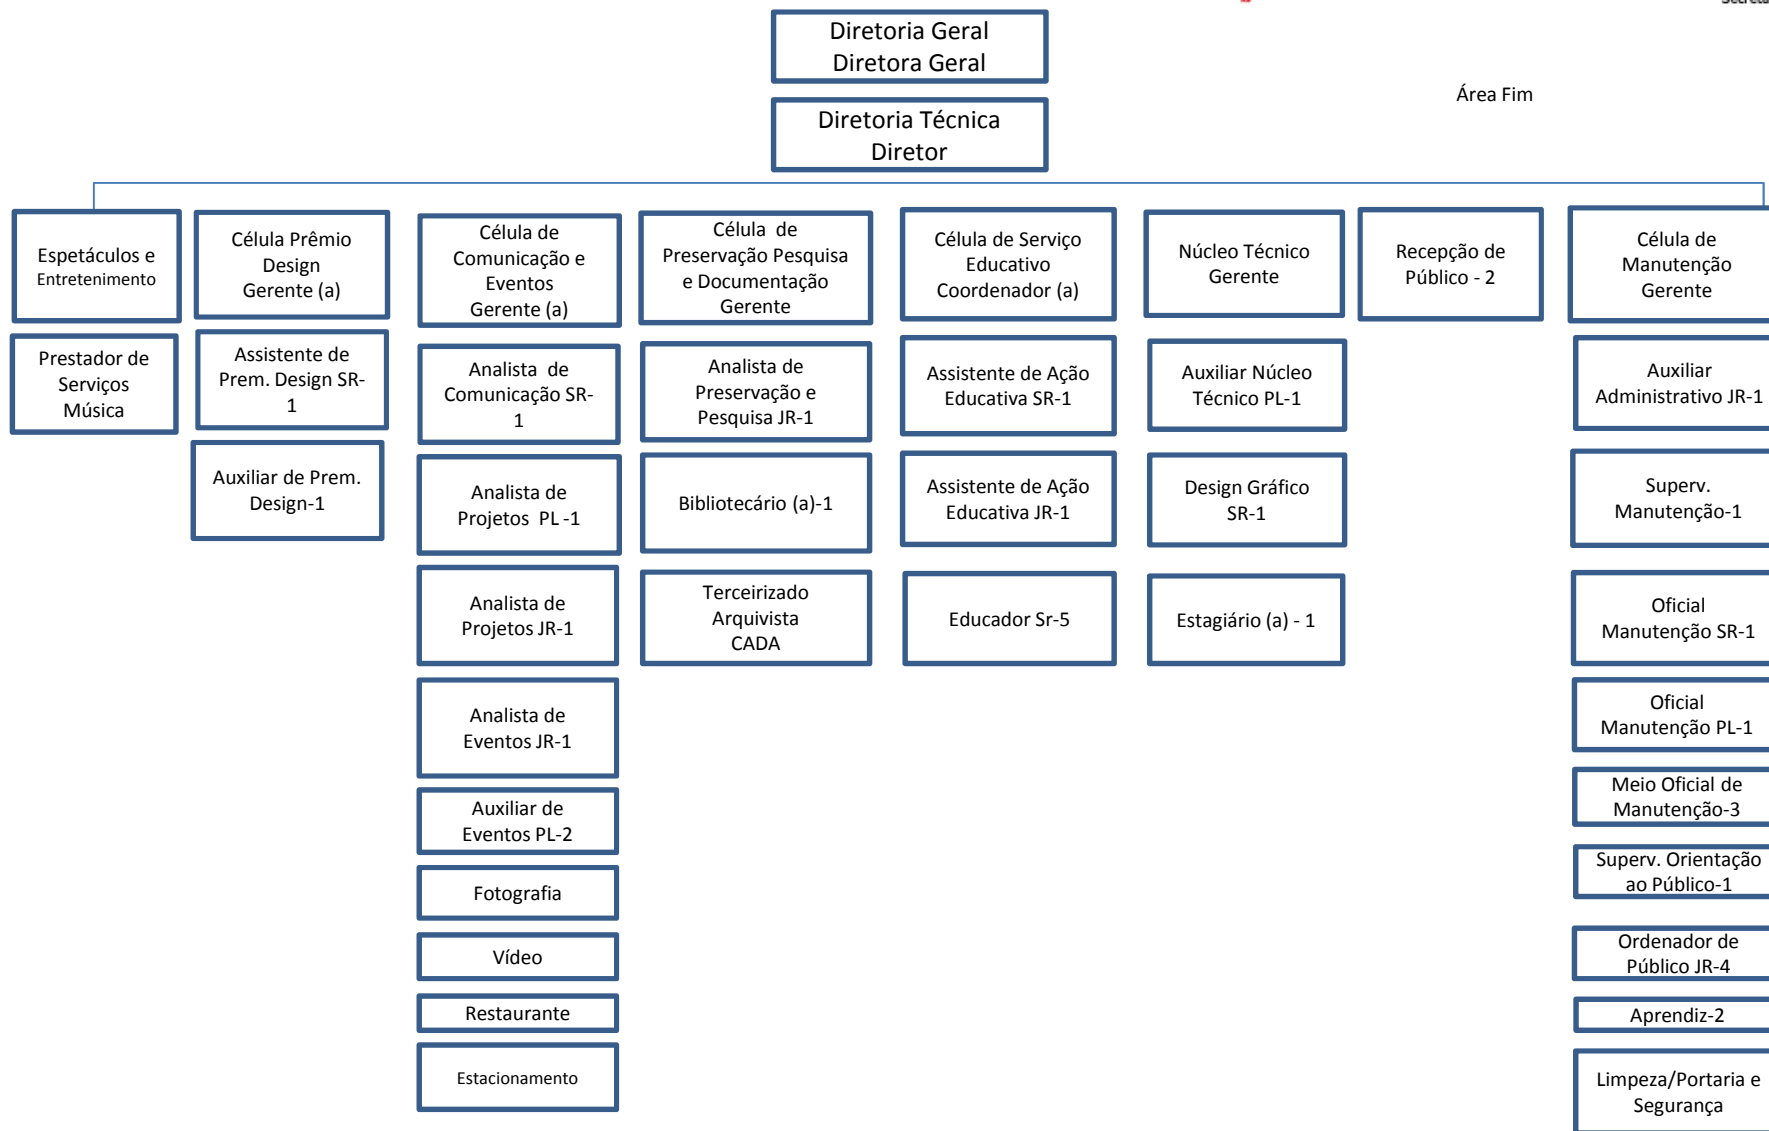 Diretoria Geral
Diretora Geral
Área Fim
Diretoria Técnica
Diretor
Espetáculos e
Entretenimento
Célula Prêmio
Design
Gerente (a)
Célula de
Comunicação e
Eventos
Gerente (a)
Célula de
Preservação Pesquisa
e Documentação
Gerente
Célula de Serviço
Educativo
Coordenador (a)
Núcleo Técnico
Gerente
Recepção de
Público - 2
Célula de
Manutenção
Gerente
Prestador de
Serviços
Música
Assistente de
Prem. Design SR-
1
Analista de
Comunicação SR-
1
Analista de
Preservação e
Pesquisa JR-1
Assistente de Ação
Educativa SR-1
Auxiliar Núcleo
Técnico PL-1
Auxiliar
Administrativo JR-1
Auxiliar de Prem.
Design-1
Analista de
Projetos PL -1
Bibliotecário (a)-1
Assistente de Ação
Educativa JR-1
Design Gráfico
SR-1
Superv.
Manutenção-1
Analista de
Projetos JR-1
Terceirizado
Arquivista
CADA
Educador Sr-5
Estagiário (a) - 1
Oficial
Manutenção SR-1
Analista de
Eventos JR-1
Oficial
Manutenção PL-1
Auxiliar de
Eventos PL-2
Meio Oficial de
Manutenção-3
Fotografia
Superv. Orientação
ao Público-1
Vídeo
Ordenador de
Público JR-4
Restaurante
Aprendiz-2
Estacionamento
Limpeza/Portaria e
Segurança